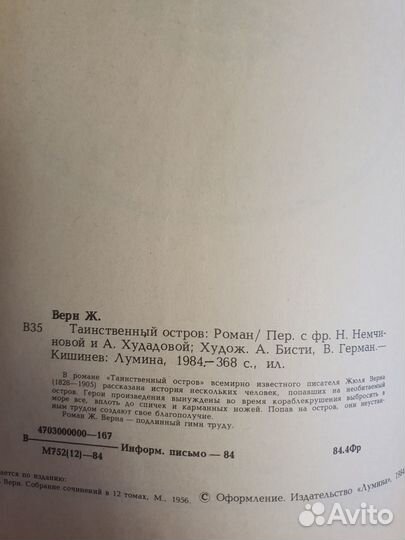 Верн Ж.
В35 Таинственный остров: Роман/ Пер. с фр. Н. Немчи-
новой и А. Худадовой; Худож. А. Бисти, В. Герман.—
Кишинев: Лумина, 1984.—368 с., ил.
В романе «Таинственный остров» всемирно известного писателя Жюля Верна
(1828—1905) рассказана история нескольких человек, попавших на необитаемый
остров. Герои произведения вынуждены во время кораблекрушения выбросить в
море все, вплоть до спичек и карманных ножей. Попав на остров, они неустан-
ным трудом создают свое благополучие.
Роман Ж. Верна — подлинный гимн труду.
4703000000—167
В Информ. письмо — 84 84.4Фр
М752(12)—84
ается по изданию:
Верн. Собрание сочинений в 12 томах, М., 1956. © Оформление. Издательство «Лумина», 1984
Avito